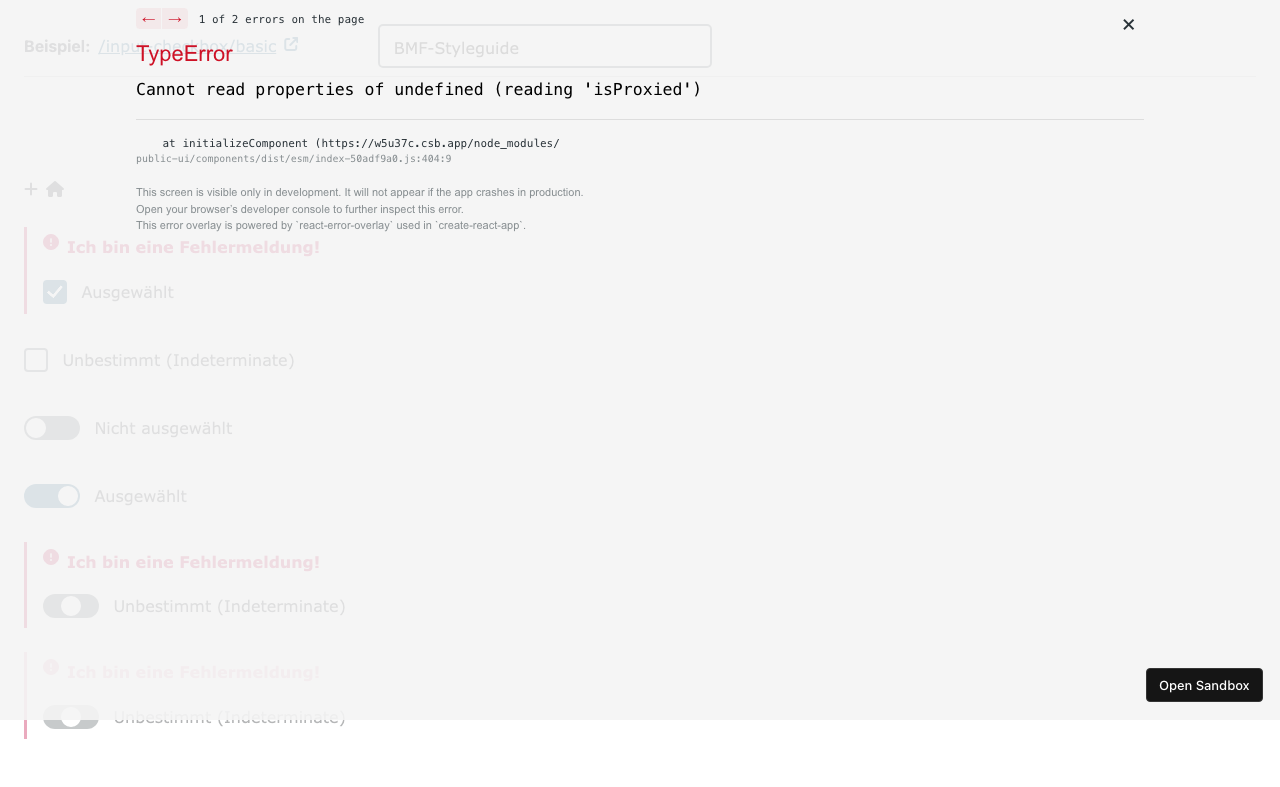 ← → 1 of 2 errors on the page ×
Beispiel: /input-checkbox/basic
BMF-Styleguide
TypeError
Cannot read properties of undefined (reading 'isProxied')
at initializeComponent (https://w5u37c.csb.app/node_modules/
public-ui/components/dist/esm/index-50adf9a0.js:404:9
This screen is visible only in development. It will not appear if the app crashes in production.
Open your browser’s developer console to further inspect this error.
This error overlay is powered by `react-error-overlay` used in `create-react-app`.
Ich bin eine Fehlermeldung!
Ausgewählt
Unbestimmt (Indeterminate)
Nicht ausgewählt
Ausgewählt
Ich bin eine Fehlermeldung!
Unbestimmt (Indeterminate)
Ich bin eine Fehlermeldung!
Unbestimmt (Indeterminate)
Open Sandbox